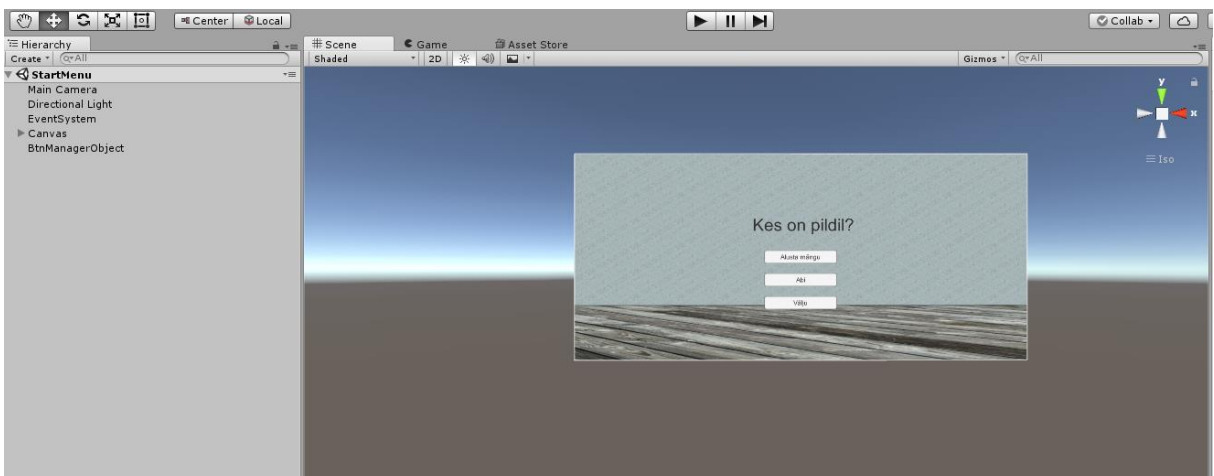 Center Local Collab
Hierarchy # Scene Game Asset Store
Create All Shaded 2D Gizmos All
StartMenu
Main Camera
Directional Light
EventSystem
Canvas
BtnManagerObject
y
x
Iso
Kes on pildil?
Alusta mängu
Abi
Välju